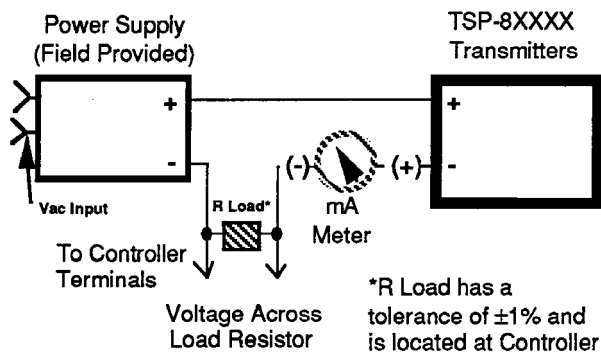 Power Supply
(Field Provided)
TSP-8XXXX
Transmitters
+
+
-
(-)
(+)
-
Vac Input
R Load*
mA
Meter
To Controller
Terminals
Voltage Across
Load Resistor
*R Load has a
tolerance of ±1% and
is located at Controller